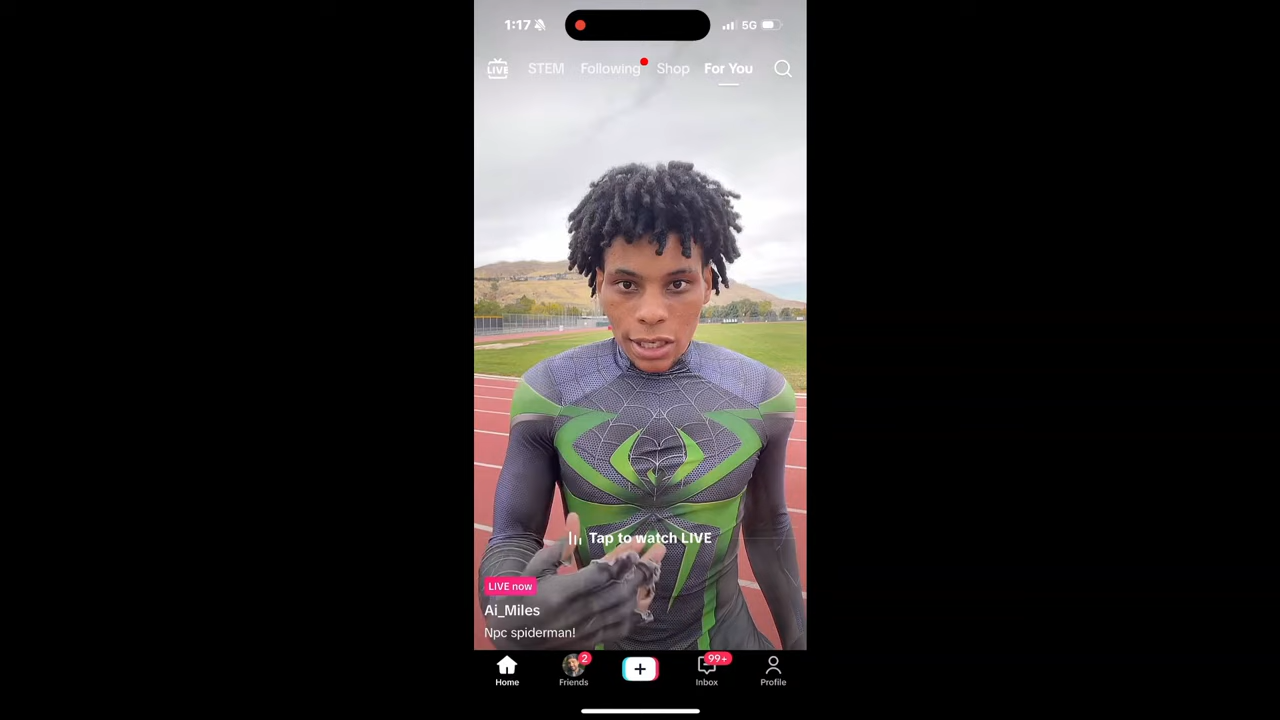 1:17 5G
LIVE STEM Following Shop For You
Tap to watch LIVE
LIVE now
Ai_Miles
Npc spiderman!
2 99+
Home Friends Inbox Profile